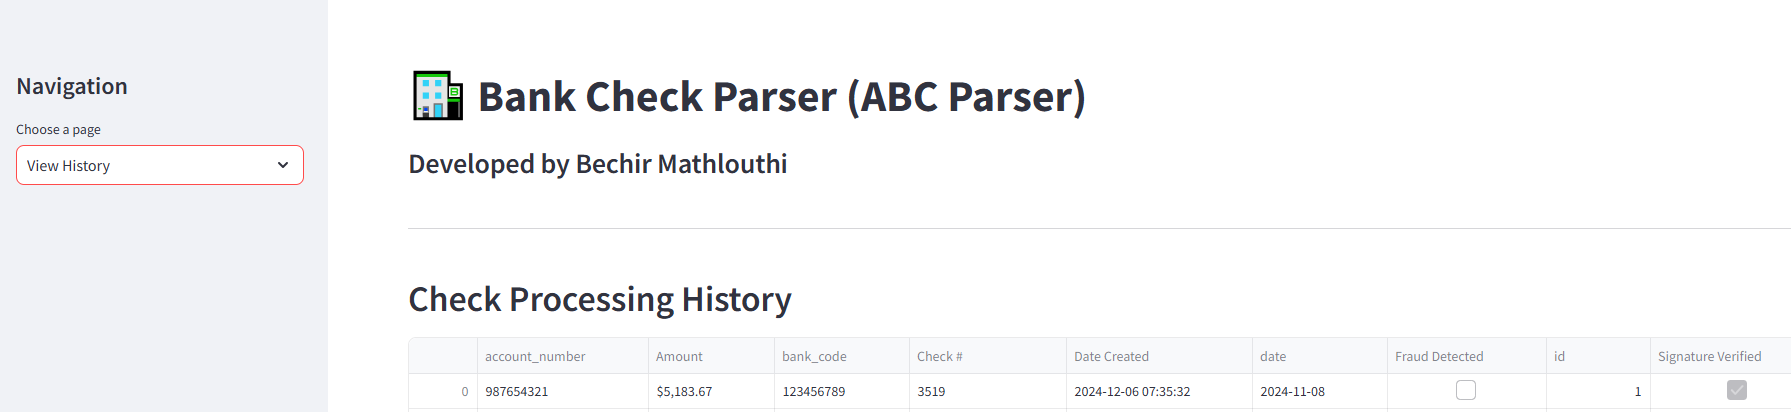 Navigation
Choose a page
View History
Bank Check Parser (ABC Parser)
Developed by Bechir Mathlouthi
Check Processing History
account_number Amount bank_code Check # Date Created date Fraud Detected id Signature Verified
0 987654321 $5,183.67 123456789 3519 2024-12-06 07:35:32 2024-11-08 1